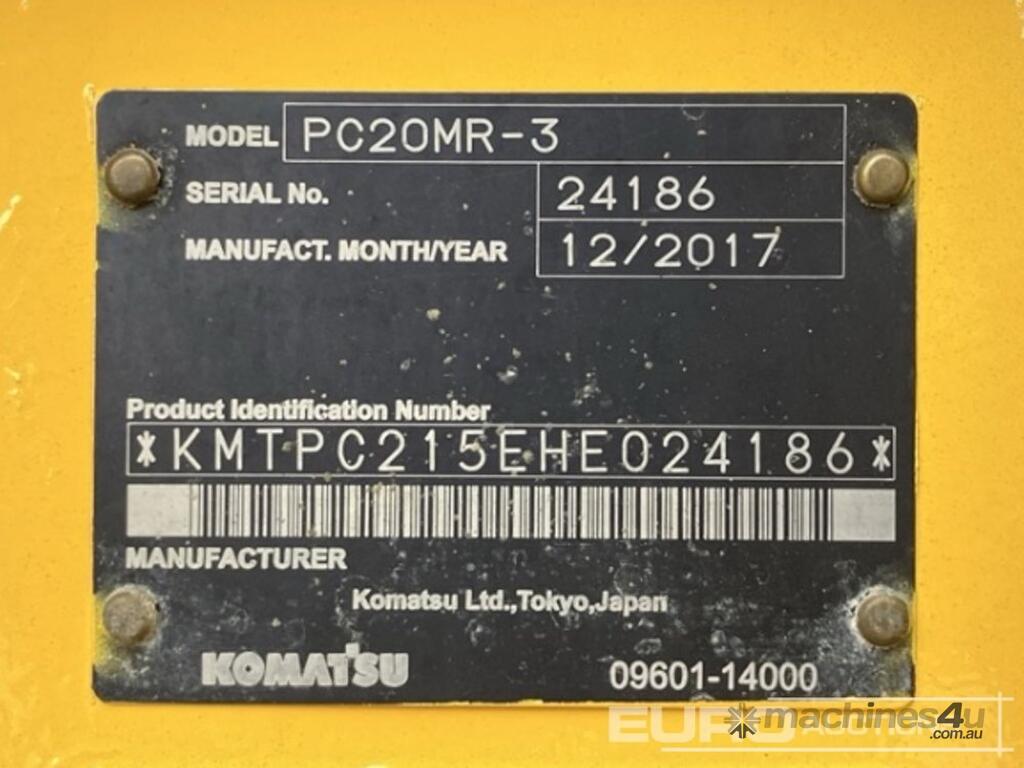 MODEL PC20MR-3
SERIAL No. 24186
MANUFACT. MONTH/YEAR 12/2017
Product Identification Number
*KMTPC215EHE024186*
MANUFACTURER
Komatsu Ltd.,Tokyo,Japan
KOMATSU 09601-14000
EURO AUCTIONS
machines4u
.com.au